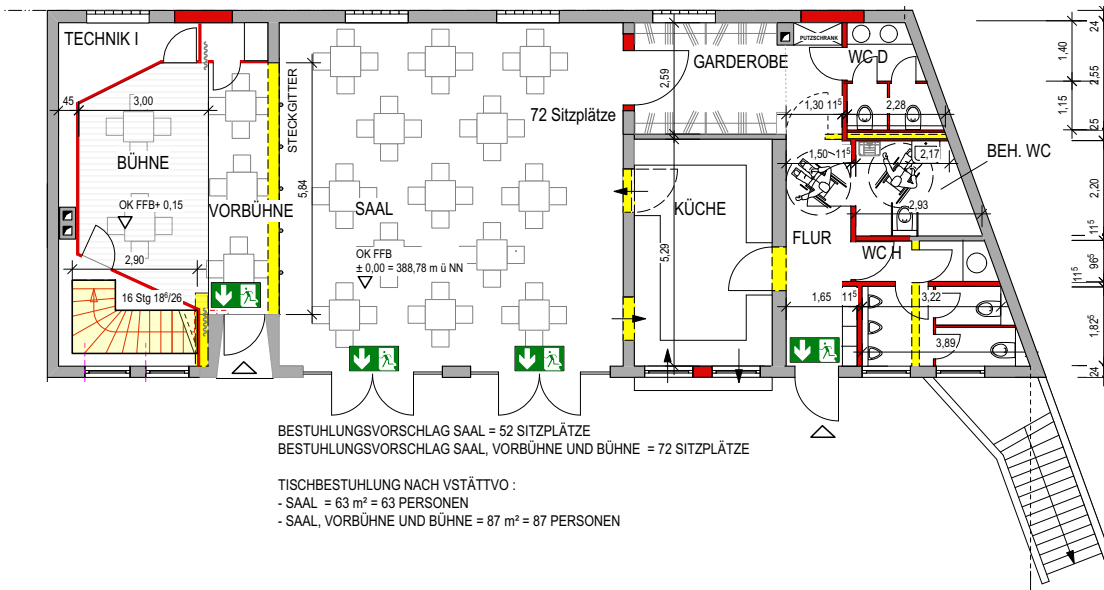 TECHNIK I
PUTZSCHRANK
GARDEROBE
WC D
24
1,40
2,55
1,15
25
45
3,00
STECKGITTER
2,59
72 Sitzplätze
1,30
11⁵
2,28
BÜHNE
1,50
11⁵
2,17
BEH. WC
OK FFB+ 0,15
VORBÜHNE
5,84
SAAL
KÜCHE
2,93
2,20
OK FFB
± 0,00 = 388,78 m ü NN
5,29
FLUR
WC H
11⁵
96⁵
2,90
16 Stg 18⁶/26
1,65
11⁵
3,22
11⁵
3,89
1,82⁵
24
BESTUHLUNGSVORSCHLAG SAAL = 52 SITZPLÄTZE
BESTUHLUNGSVORSCHLAG SAAL, VORBÜHNE UND BÜHNE = 72 SITZPLÄTZE
TISCHBESTUHLUNG NACH VSTÄTTVO :
- SAAL = 63 m² = 63 PERSONEN
- SAAL, VORBÜHNE UND BÜHNE = 87 m² = 87 PERSONEN